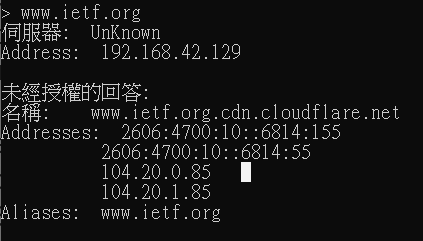 > www.ietf.org
伺服器:  UnKnown
Address:  192.168.42.129

未經授權的回答:
名稱:    www.ietf.org.cdn.cloudflare.net
Addresses:  2606:4700:10::6814:155
          2606:4700:10::6814:55
          104.20.0.85
          104.20.1.85
Aliases:  www.ietf.org